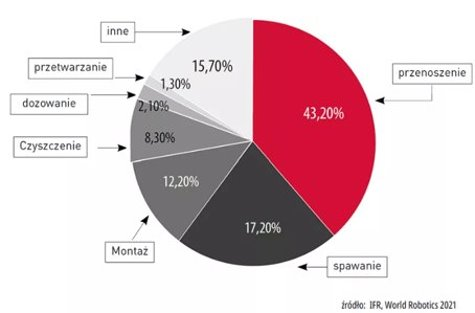 inne
przetwarzanie
dozowanie
Czyszczenie
Montaż
spawanie
przenoszenie
15,70%
1,30%
2,10%
8,30%
12,20%
17,20%
43,20%
źródło: IFR, World Robotics 2021